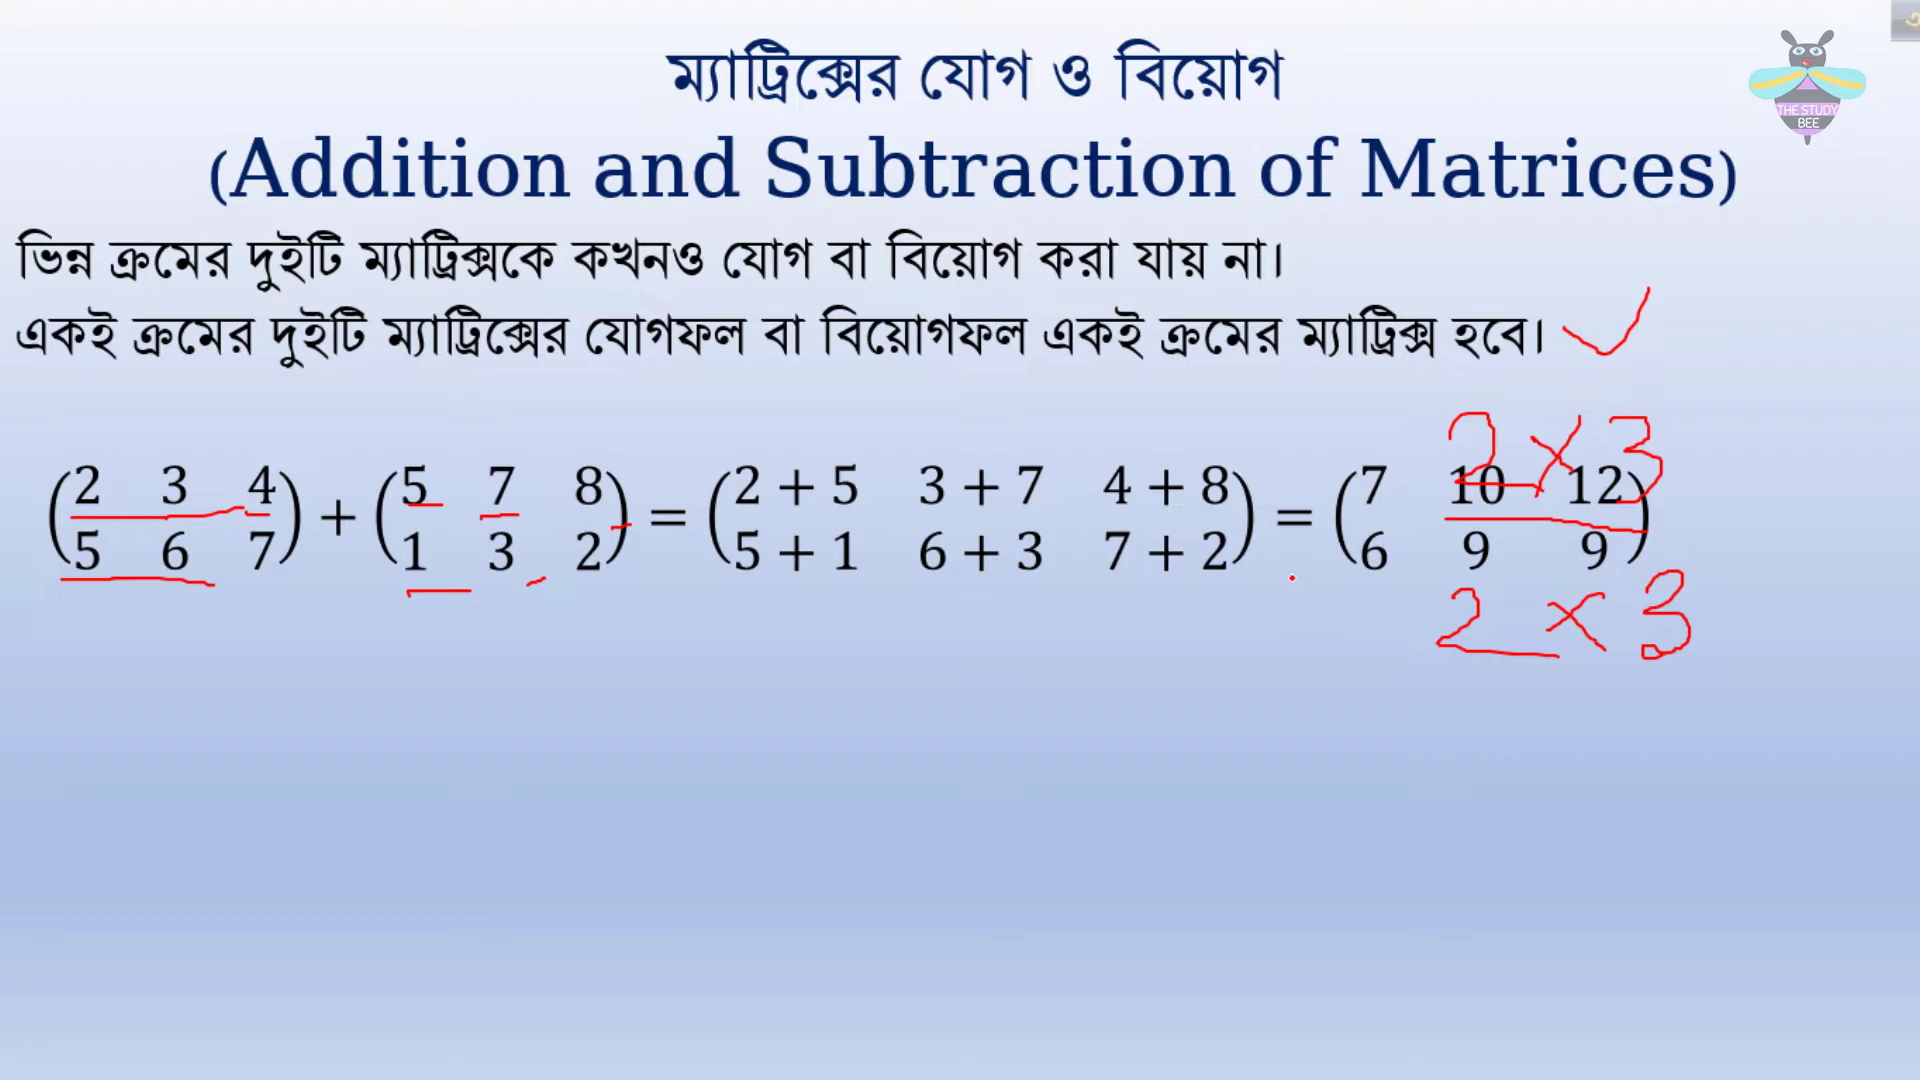 ম্যাট্রিক্সের যোগ ও বিয়োগ
(Addition and Subtraction of Matrices)
THE STUDY BEE
ভিন্ন ক্রমের দুইটি ম্যাট্রিক্সকে কখনও যোগ বা বিয়োগ করা যায় না।
একই ক্রমের দুইটি ম্যাট্রিক্সের যোগফল বা বিয়োগফল একই ক্রমের ম্যাট্রিক্স হবে।
2 × 3
(2 3 4) + (5 7 8) = (2 + 5 3 + 7 4 + 8) = (7 10 12)
(5 6 7) (1 3 2) (5 + 1 6 + 3 7 + 2) (6 9 9)
2 × 3